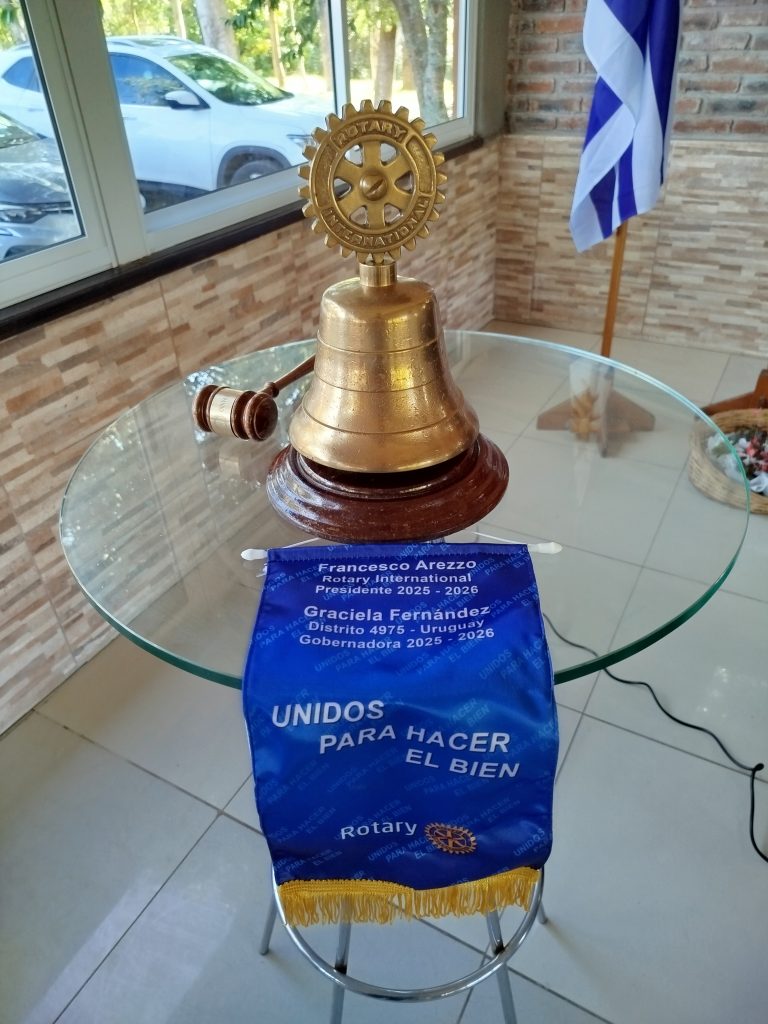 ROTARY
INTERNATIONAL
Francesco Arezzo
Rotary International
Presidente 2025 - 2026
Graciela Fernández
Distrito 4975 - Uruguay
Gobernadora 2025 - 2026
UNIDOS
PARA HACER
EL BIEN
Rotary